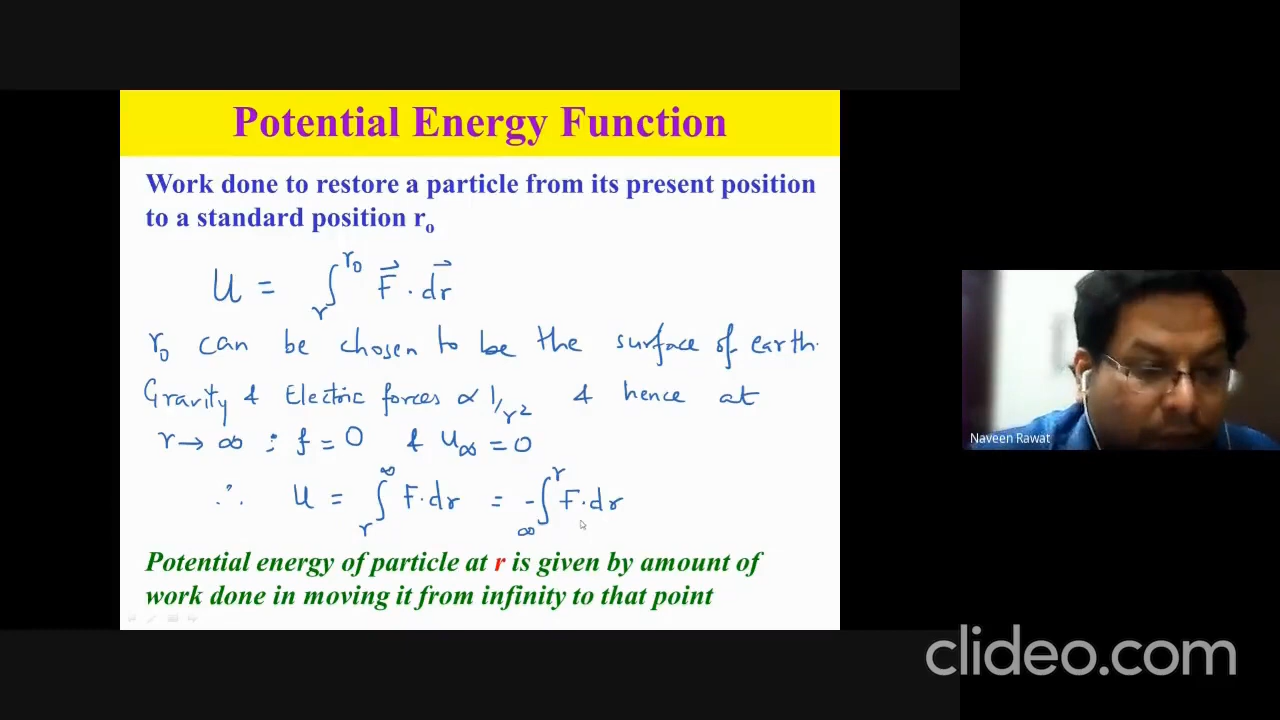 Potential Energy Function
Work done to restore a particle from its present position
to a standard position r₀
U = ∫ᵣ^r₀ F⃗ · dr⃗
r₀ can be chosen to be the surface of earth.
Gravity & Electric forces ∝ 1/r² & hence at
r → ∞ : f = 0 & U∞ = 0
∴ U = ∫ᵣ^∞ F·dr = -∫∞^r F·dr
Potential energy of particle at r is given by amount of
work done in moving it from infinity to that point
Naveen Rawat
clideo.com